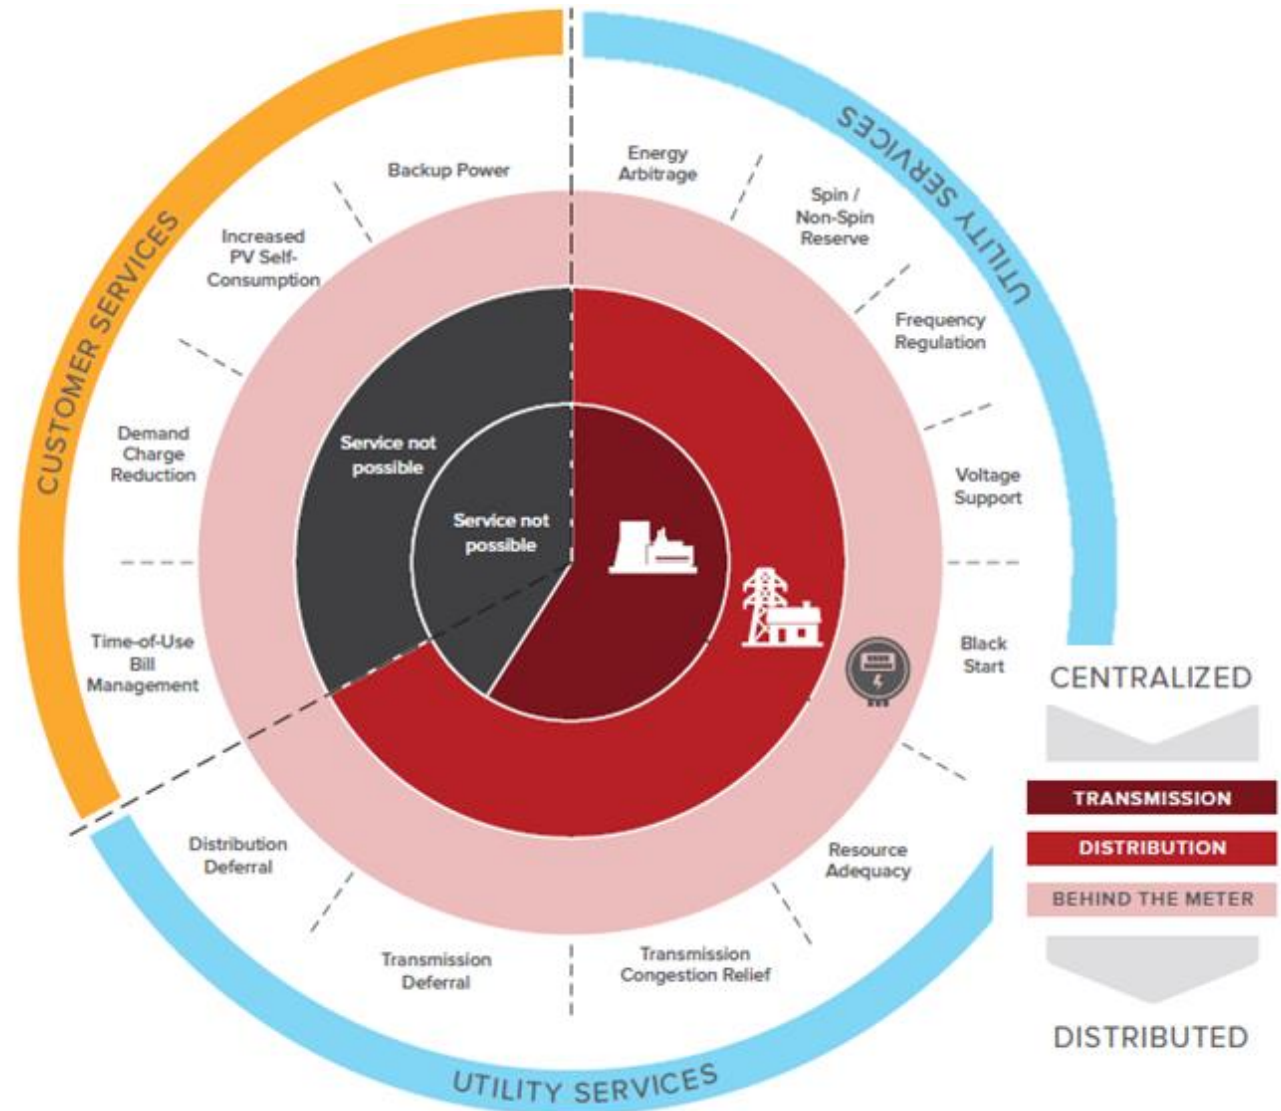 UTILITY SERVICES
CUSTOMER SERVICES
Backup Power
Energy
Arbitrage
Spin /
Non-Spin
Reserve
Increased
PV Self-
Consumption
Frequency
Regulation
Demand
Charge
Reduction
Service not
possible
Service not
possible
Voltage
Support
Time-of-Use
Bill
Management
Black
Start
Distribution
Deferral
Resource
Adequacy
Transmission
Deferral
Transmission
Congestion Relief
UTILITY SERVICES
CENTRALIZED
TRANSMISSION
DISTRIBUTION
BEHIND THE METER
DISTRIBUTED